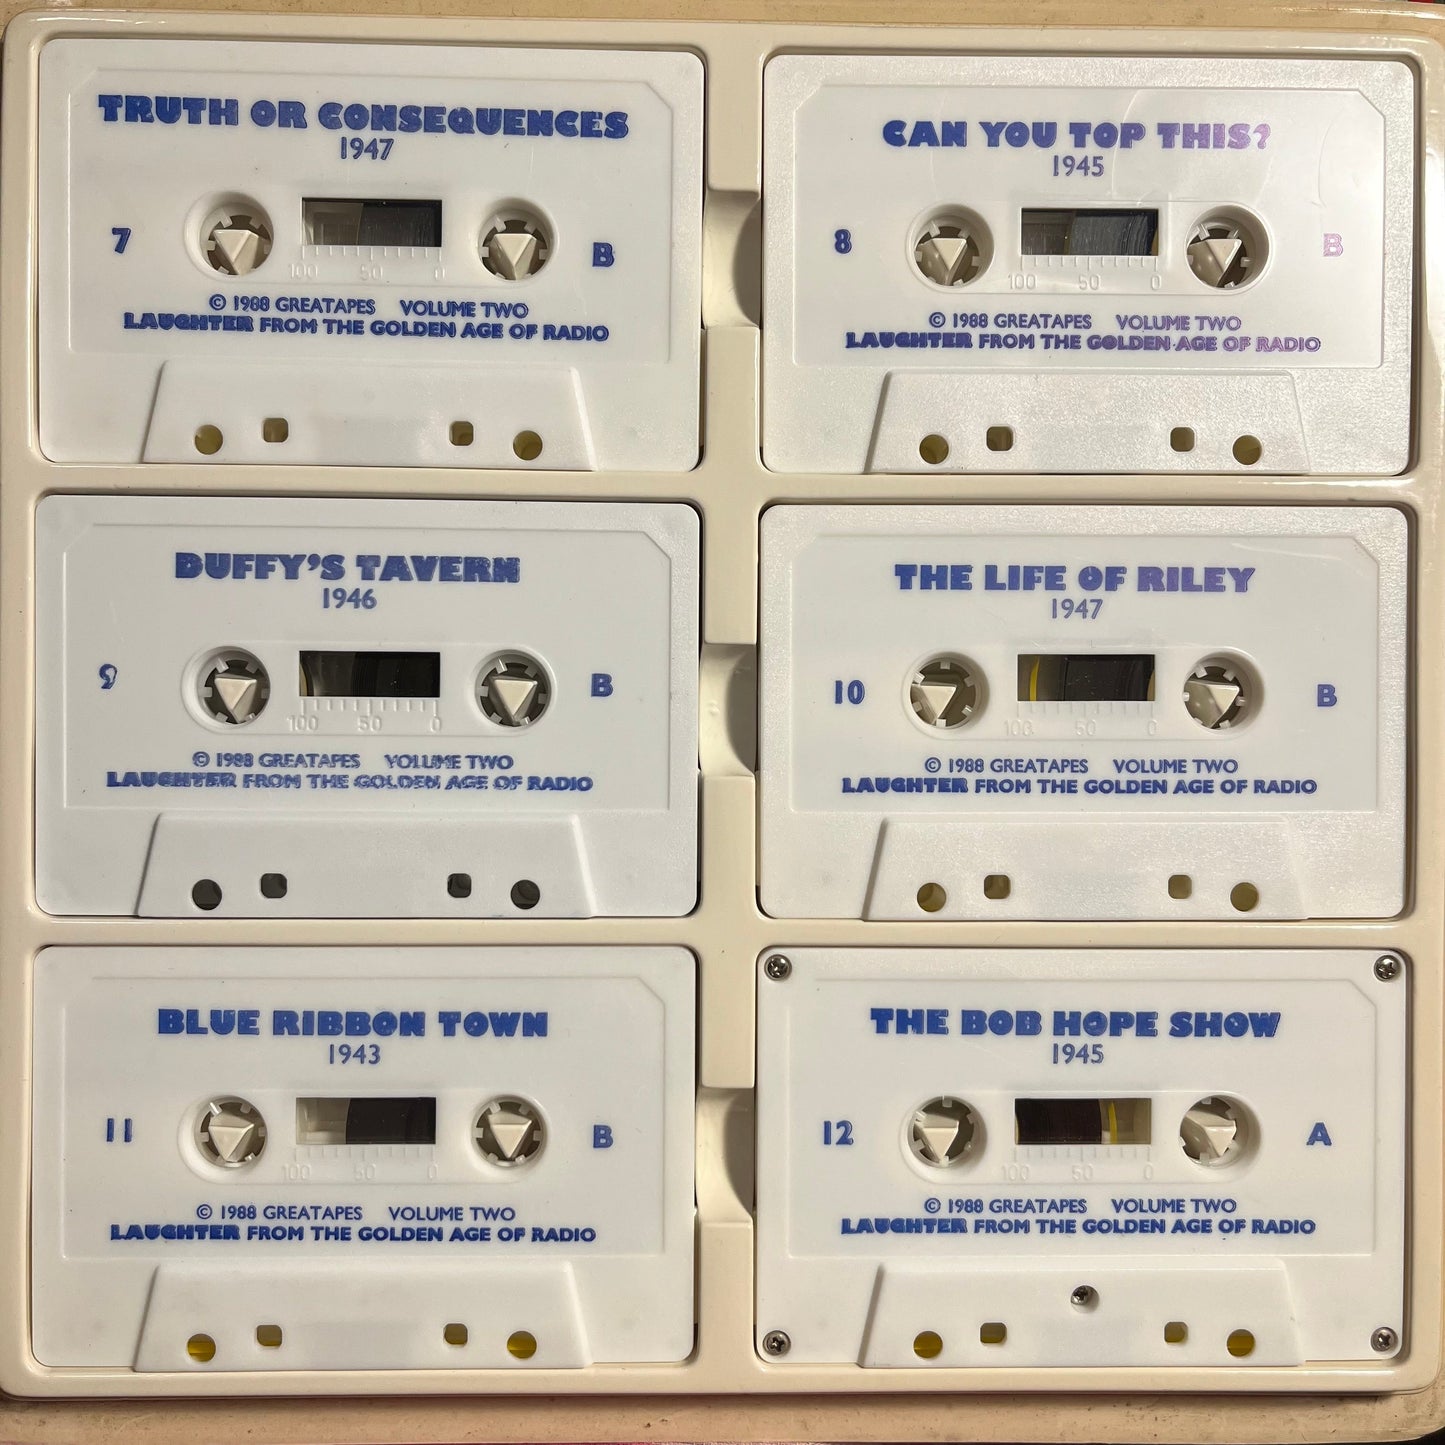 TRUTH OR CONSEQUENCES
1947
7 B
100 50 0
© 1988 GREATAPES VOLUME TWO
LAUGHTER FROM THE GOLDEN AGE OF RADIO
CAN YOU TOP THIS?
1945
8 B
100 50 0
© 1988 GREATAPES VOLUME TWO
LAUGHTER FROM THE GOLDEN AGE OF RADIO
DUFFY'S TAVERN
1946
9 B
100 50 0
© 1988 GREATAPES VOLUME TWO
LAUGHTER FROM THE GOLDEN AGE OF RADIO
THE LIFE OF RILEY
1947
10 B
100 50 0
© 1988 GREATAPES VOLUME TWO
LAUGHTER FROM THE GOLDEN AGE OF RADIO
BLUE RIBBON TOWN
1943
11 B
100 50 0
© 1988 GREATAPES VOLUME TWO
LAUGHTER FROM THE GOLDEN AGE OF RADIO
THE BOB HOPE SHOW
1945
12 A
100 50 0
© 1988 GREATAPES VOLUME TWO
LAUGHTER FROM THE GOLDEN AGE OF RADIO